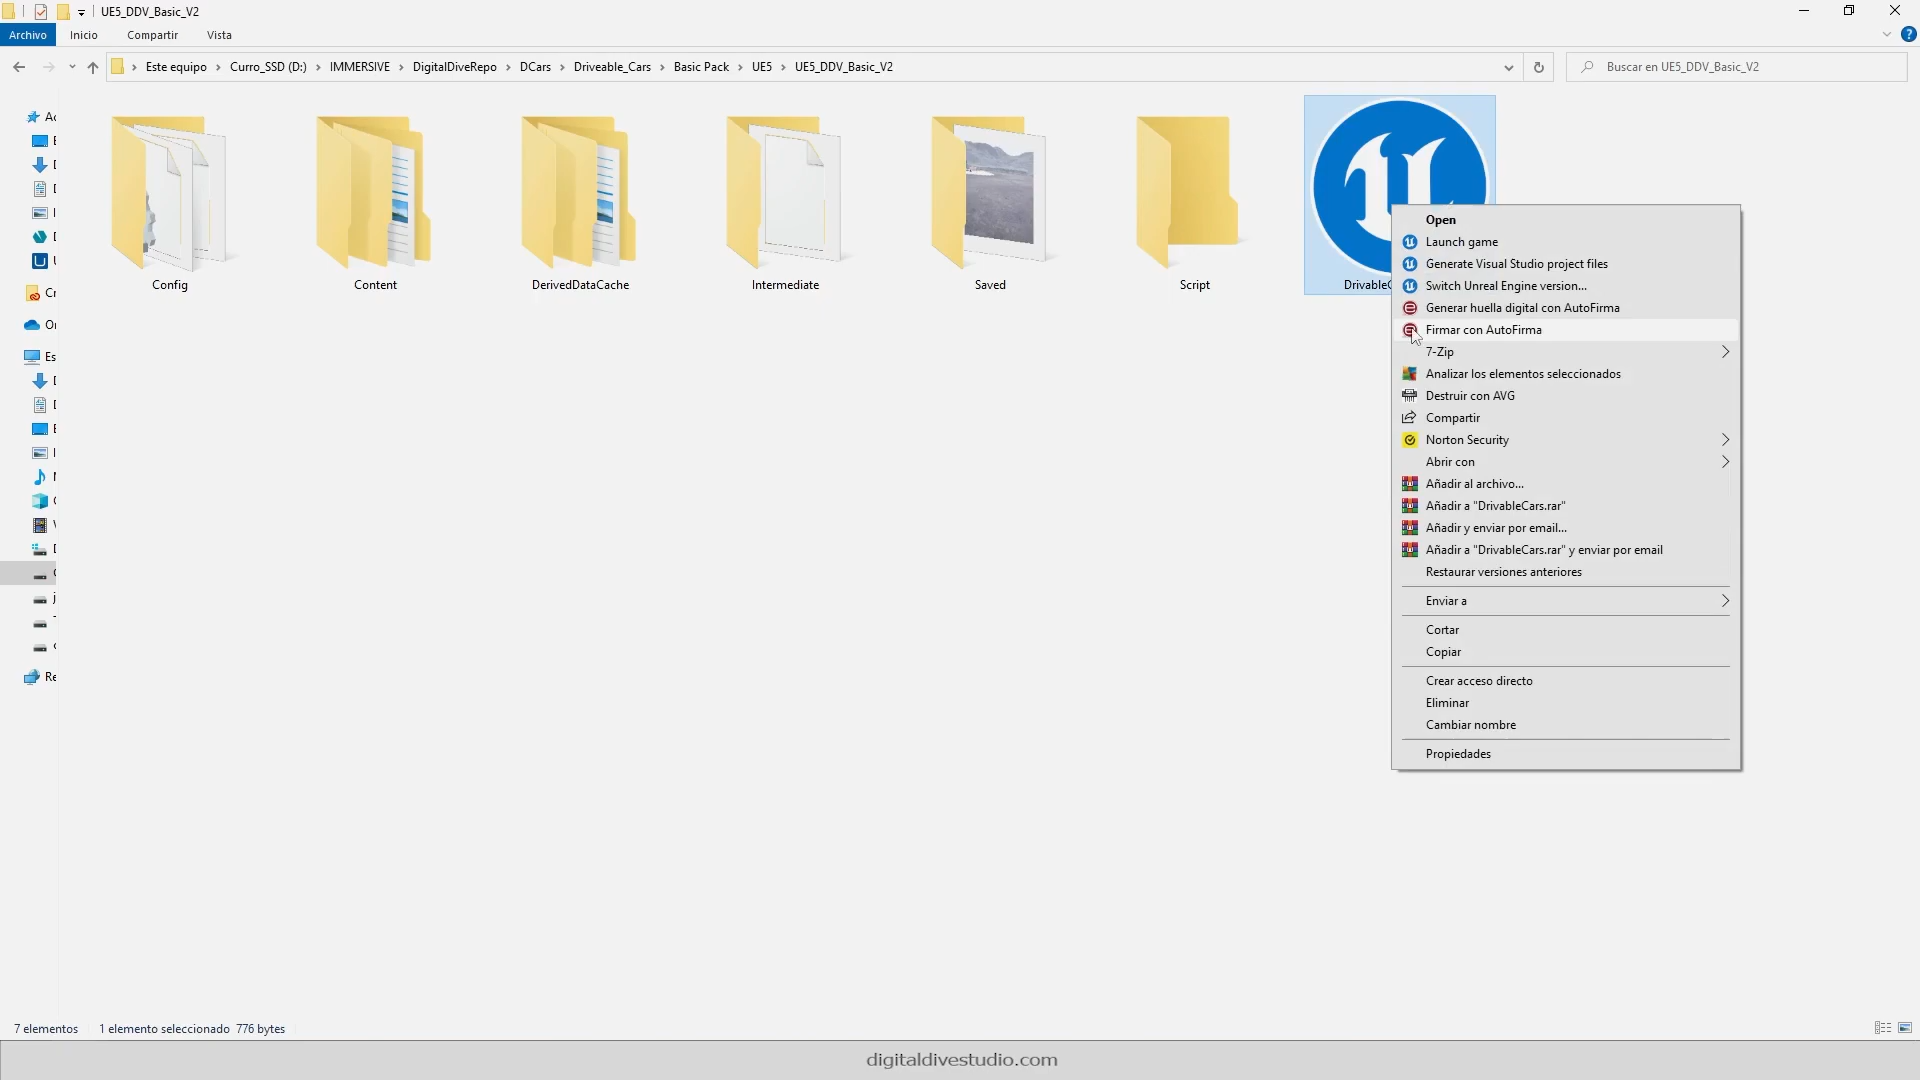 UE5_DDV_Basic_V2
Archivo
Inicio
Compartir
Vista
Este equipo
Curro_SSD (D:)
IMMERSIVE
DigitalDiveRepo
DCars
Driveable_Cars
Basic Pack
UE5
UE5_DDV_Basic_V2
Buscar en UE5_DDV_Basic_V2
Config
Content
DerivedDataCache
Intermediate
Saved
Script
Open
Launch game
Generate Visual Studio project files
Switch Unreal Engine version...
Generar huella digital con AutoFirma
Firmar con AutoFirma
7-Zip
Analizar los elementos seleccionados
Destruir con AVG
Compartir
Norton Security
Abrir con
Añadir al archivo...
Añadir a "DrivableCars.rar"
Añadir y enviar por email...
Añadir a "DrivableCars.rar" y enviar por email
Restaurar versiones anteriores
Enviar a
Cortar
Copiar
Crear acceso directo
Eliminar
Cambiar nombre
Propiedades
7 elementos
1 elemento seleccionado 776 bytes
digitaldivestudio.com